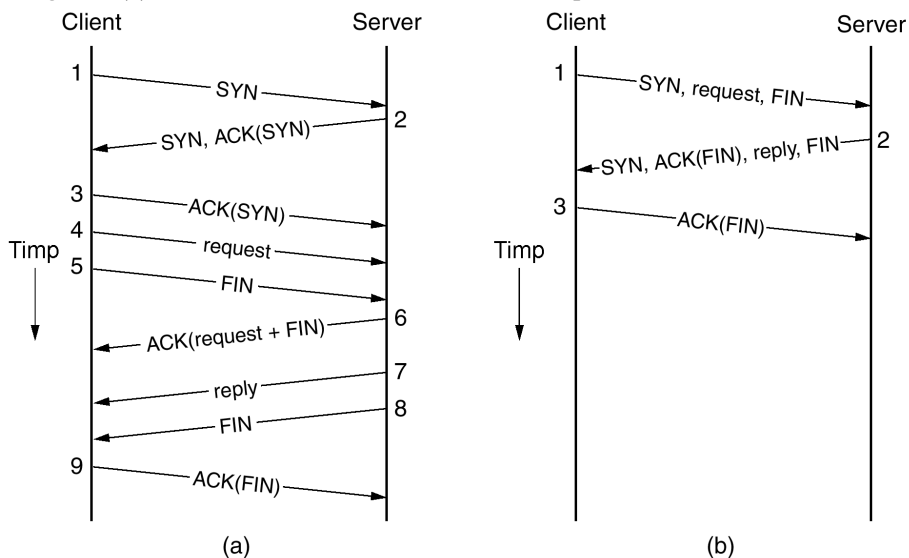 Client Server
1 SYN
2 SYN, ACK(SYN)
3 ACK(SYN)
4 request
Timp
5 FIN
6 ACK(request + FIN)
7 reply
8 FIN
9 ACK(FIN)
(a)
Client Server
1 SYN, request, FIN
2 SYN, ACK(FIN), reply, FIN
3 ACK(FIN)
Timp
(b)